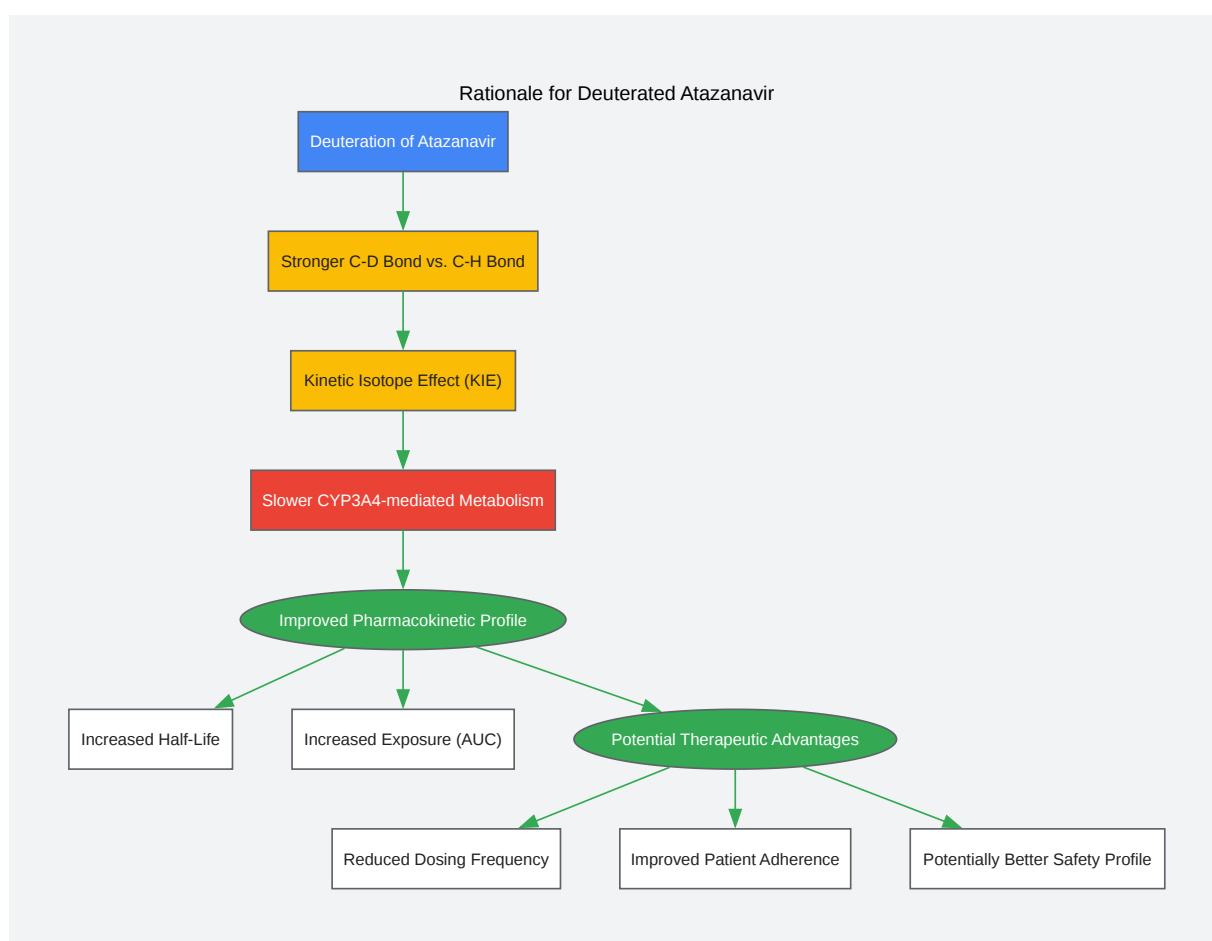 Rationale for Deuterated Atazanavir
Deuteration of Atazanavir
Stronger C-D Bond vs. C-H Bond
Kinetic Isotope Effect (KIE)
Slower CYP3A4-mediated Metabolism
Improved Pharmacokinetic Profile
Increased Half-Life
Increased Exposure (AUC)
Potential Therapeutic Advantages
Reduced Dosing Frequency
Improved Patient Adherence
Potentially Better Safety Profile